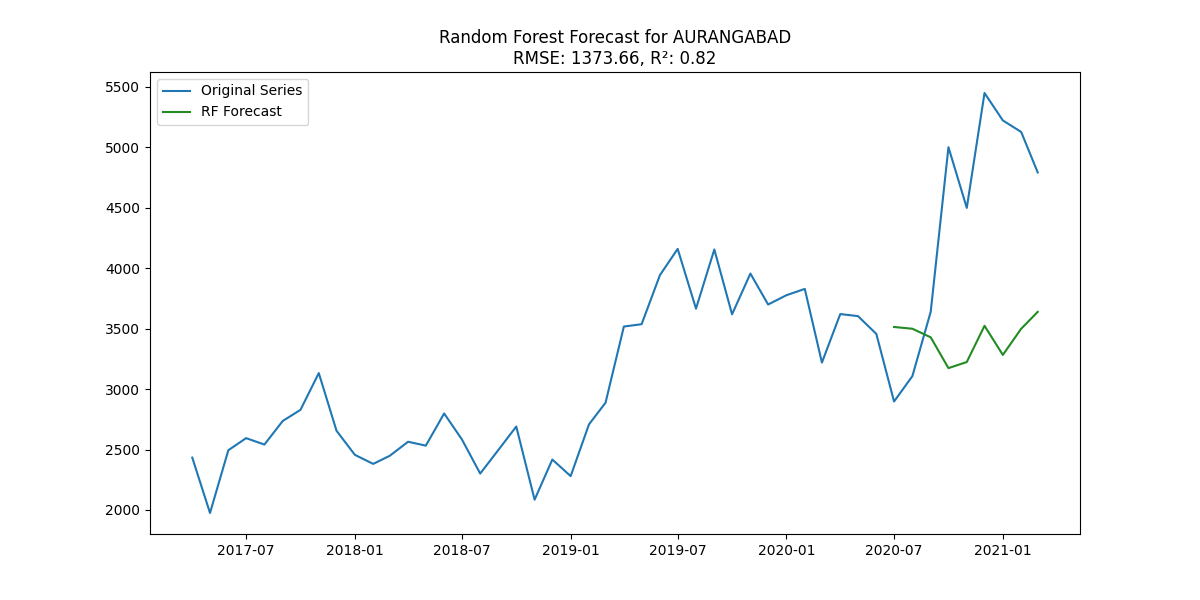 Random Forest Forecast for AURANGABAD
RMSE: 1373.66, R²: 0.82
Original Series
RF Forecast
5500
5000
4500
4000
3500
3000
2500
2000
2017-07 2018-01 2018-07 2019-01 2019-07 2020-01 2020-07 2021-01